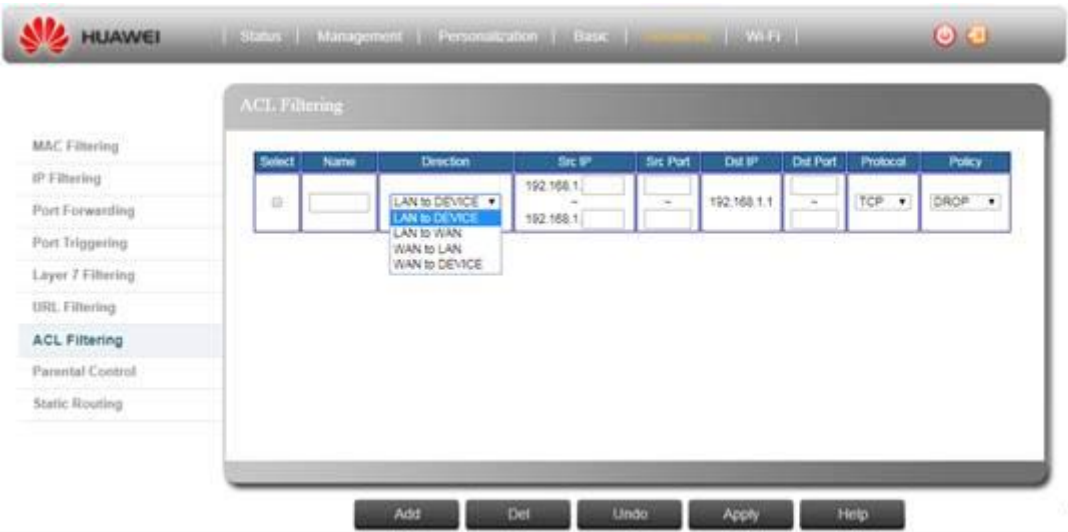 HUAWEI
Status | Management | Personalization | Basic | | Wi-Fi |
ACL Filtering
MAC Filtering
IP Filtering
Port Forwarding
Port Triggering
Layer 7 Filtering
URL Filtering
ACL Filtering
Parental Control
Static Routing
Select Name Direction Src IP Src Port Dst IP Dst Port Protocol Policy
192.168.1.
LAN to DEVICE ~ ~ 192.168.1.1 ~ TCP DROP
192.168.1.
LAN to DEVICE
LAN to WAN
WAN to LAN
WAN to DEVICE
Add Del Undo Apply Help